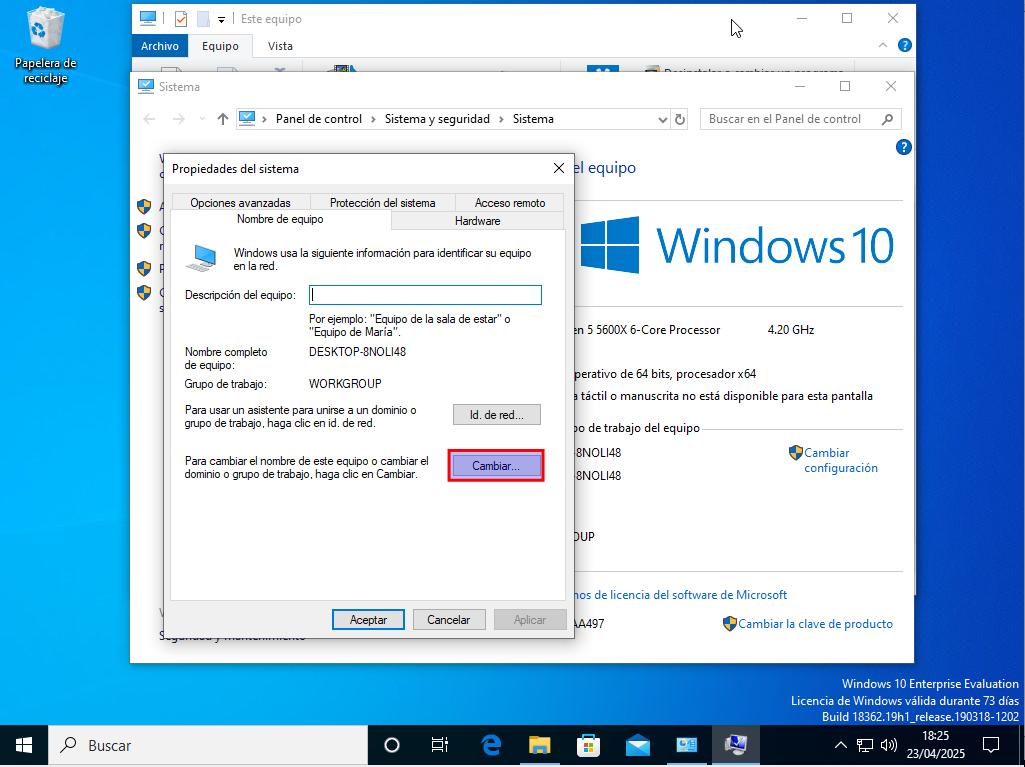 Papelera de
reciclaje
Este equipo
Archivo
Equipo
Vista
Desinstalar o cambiar un programa
Sistema
Panel de control
Sistema y seguridad
Sistema
Buscar en el Panel de control
el equipo
Windows 10
en 5 5600X 6-Core Processor
4.20 GHz
perativo de 64 bits, procesador x64
a táctil o manuscrita no está disponible para esta pantalla
po de trabajo del equipo
-8NOLI48
Cambiar
configuración
-8NOLI48
OUP
nos de licencia del software de Microsoft
AA497
Cambiar la clave de producto
Seguridad y mantenimiento
Propiedades del sistema
Opciones avanzadas
Protección del sistema
Acceso remoto
Nombre de equipo
Hardware
Windows usa la siguiente información para identificar su equipo
en la red.
Descripción del equipo:
Por ejemplo: "Equipo de la sala de estar" o
"Equipo de María".
Nombre completo
de equipo:
DESKTOP-8NOLI48
Grupo de trabajo:
WORKGROUP
Para usar un asistente para unirse a un dominio o
grupo de trabajo, haga clic en id. de red.
Id. de red...
Para cambiar el nombre de este equipo o cambiar el
dominio o grupo de trabajo, haga clic en Cambiar.
Cambiar...
Aceptar
Cancelar
Aplicar
Windows 10 Enterprise Evaluation
Licencia de Windows válida durante 73 días
Build 18362.19h1_release.190318-1202
Buscar
18:25
23/04/2025